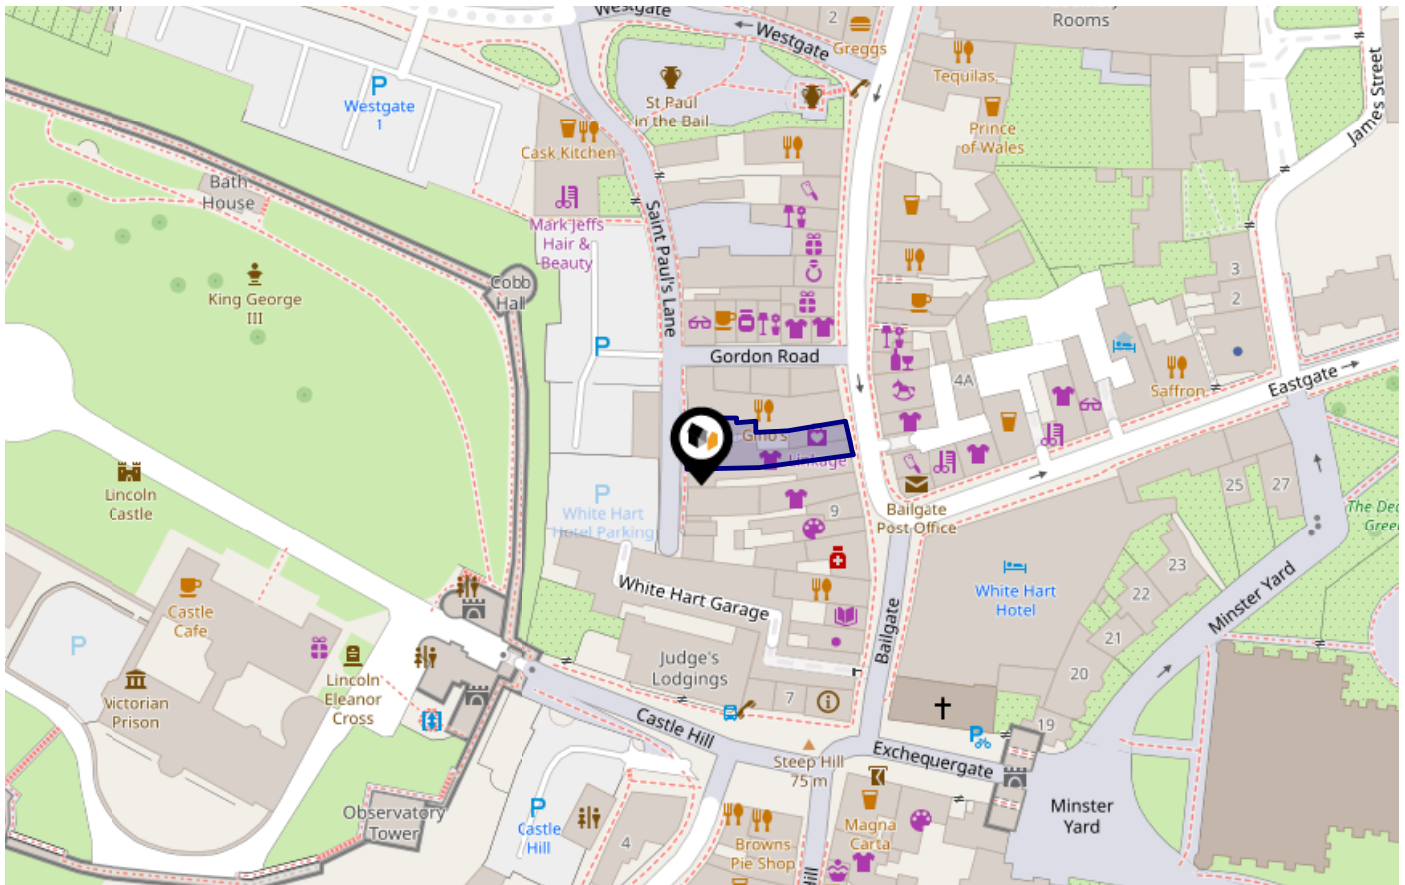 Westgate
2
Rooms
Westgate
Greggs
Tequilas
James Street
Westgate
1
St Paul
in the Bail
Prince
of Wales
Cask Kitchen
Bath
House
Saint Paul's Lane
Mark Jeffs
Hair &
Beauty
Cobb
Hall
King George
III
3
2
Gordon Road
4A
Saffron
Eastgate
Gino's
Linkage
Lincoln
Castle
White Hart
Hotel Parking
9
Bailgate
Post Office
25
27
Castle
Cafe
White Hart Garage
White Hart
Hotel
23
22
21
20
19
Minster Yard
Bailgate
Judge's
Lodgings
7
Lincoln
Eleanor
Cross
Victorian
Prison
Castle Hill
Exchequergate
Steep Hill
75 m
Observatory
Tower
Castle
Hill
4
Browns
Pie Shop
Magna
Carta
Minster
Yard